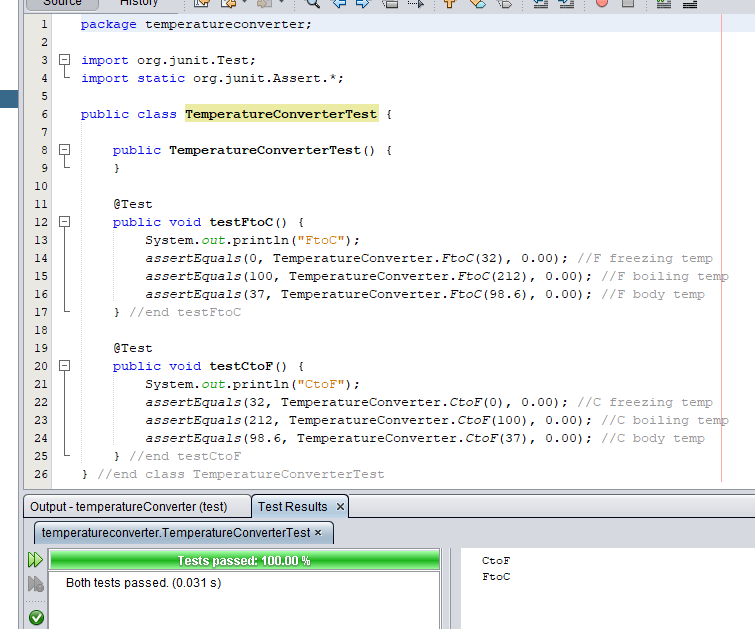 Source History
1 package temperatureconverter;
2
3 import org.junit.Test;
4 import static org.junit.Assert.*;
5
6 public class TemperatureConverterTest {
7
8 public TemperatureConverterTest() {
9 }
10
11 @Test
12 public void testFtoC() {
13 System.out.println("FtoC");
14 assertEquals(0, TemperatureConverter.FtoC(32), 0.00); //F freezing temp
15 assertEquals(100, TemperatureConverter.FtoC(212), 0.00); //F boiling temp
16 assertEquals(37, TemperatureConverter.FtoC(98.6), 0.00); //F body temp
17 } //end testFtoC
18
19 @Test
20 public void testCtoF() {
21 System.out.println("CtoF");
22 assertEquals(32, TemperatureConverter.CtoF(0), 0.00); //C freezing temp
23 assertEquals(212, TemperatureConverter.CtoF(100), 0.00); //C boiling temp
24 assertEquals(98.6, TemperatureConverter.CtoF(37), 0.00); //C body temp
25 } //end testCtoF
26 } //end class TemperatureConverterTest
Output - temperatureConverter (test) Test Results ×
temperatureconverter.TemperatureConverterTest ×
Tests passed: 100.00 %
Both tests passed. (0.031 s)
CtoF
FtoC